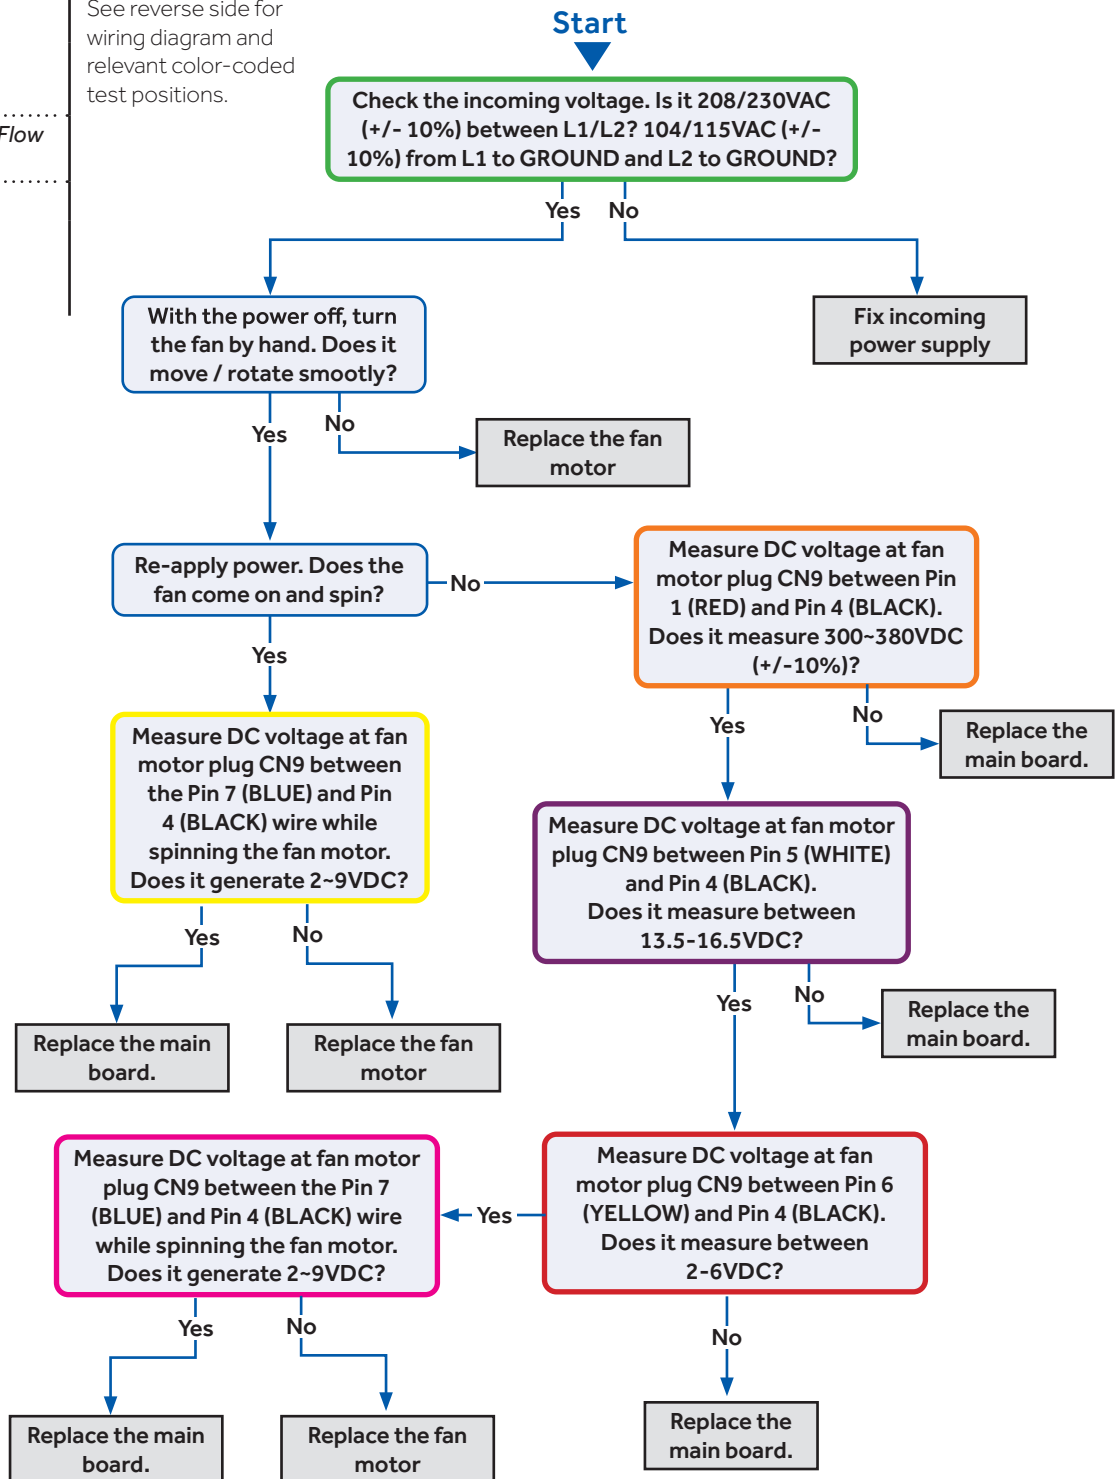 See reverse side for
wiring diagram and
relevant color-coded
test positions.
Flow
Start
Check the incoming voltage. Is it 208/230VAC
(+/- 10%) between L1/L2? 104/115VAC (+/-
10%) from L1 to GROUND and L2 to GROUND?
Yes
No
With the power off, turn
the fan by hand. Does it
move / rotate smootly?
Fix incoming
power supply
Yes
No
Replace the fan
motor
Re-apply power. Does the
fan come on and spin?
No
Measure DC voltage at fan
motor plug CN9 between Pin
1 (RED) and Pin 4 (BLACK).
Does it measure 300~380VDC
(+/-10%)?
Yes
Yes
No
Replace the
main board.
Measure DC voltage at fan
motor plug CN9 between
the Pin 7 (BLUE) and Pin
4 (BLACK) wire while
spinning the fan motor.
Does it generate 2~9VDC?
Measure DC voltage at fan motor
plug CN9 between Pin 5 (WHITE)
and Pin 4 (BLACK).
Does it measure between
13.5-16.5VDC?
Yes
No
Yes
No
Replace the main
board.
Replace the fan
motor
Replace the
main board.
Measure DC voltage at fan motor
plug CN9 between the Pin 7
(BLUE) and Pin 4 (BLACK) wire
while spinning the fan motor.
Does it generate 2~9VDC?
Yes
Measure DC voltage at fan
motor plug CN9 between Pin 6
(YELLOW) and Pin 4 (BLACK).
Does it measure between
2-6VDC?
Yes
No
No
Replace the main
board.
Replace the fan
motor
Replace the
main board.